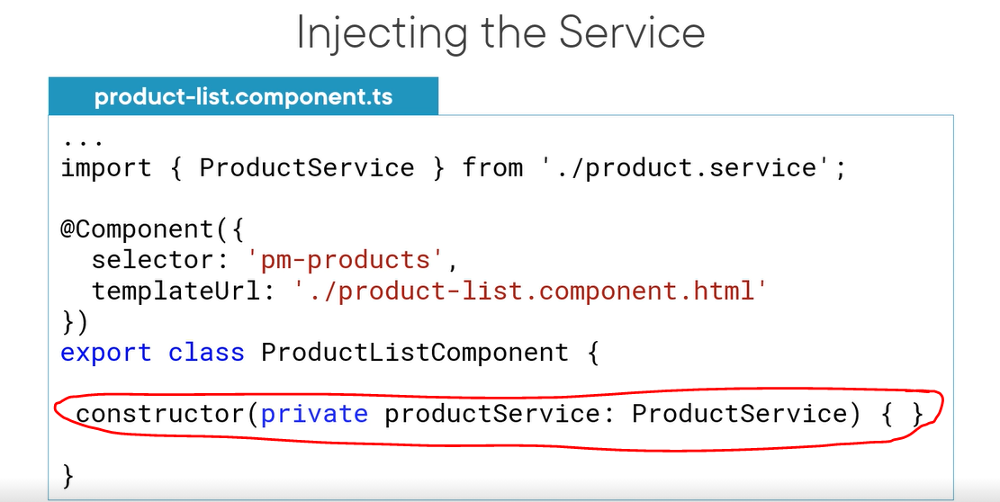 Injecting the Service
product-list.component.ts
...
import { ProductService } from './product.service';
@Component({
selector: 'pm-products',
templateUrl: './product-list.component.html'
})
export class ProductListComponent {
constructor(private productService: ProductService) { }
}